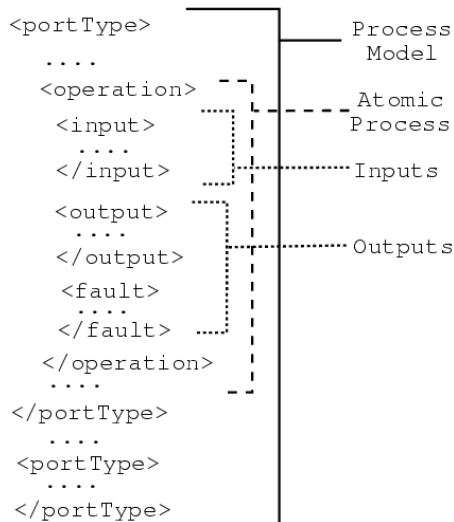 <portType>
....
<operation>
<input>
....
</input>
<output>
....
</output>
<fault>
....
</fault>
</operation>
....
</portType>
....
<portType>
....
</portType>
Process
Model
Atomic
Process
Inputs
Outputs